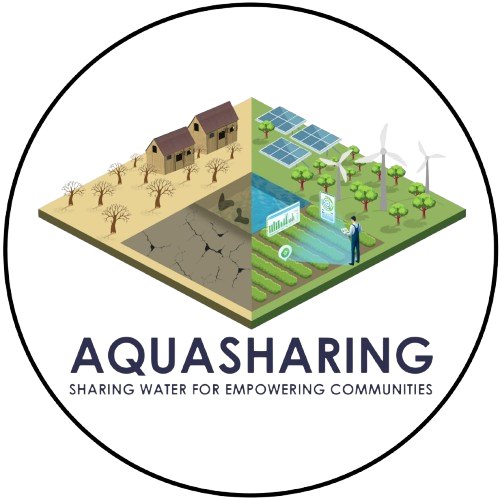 AQUASHARING
SHARING WATER FOR EMPOWERING COMMUNITIES